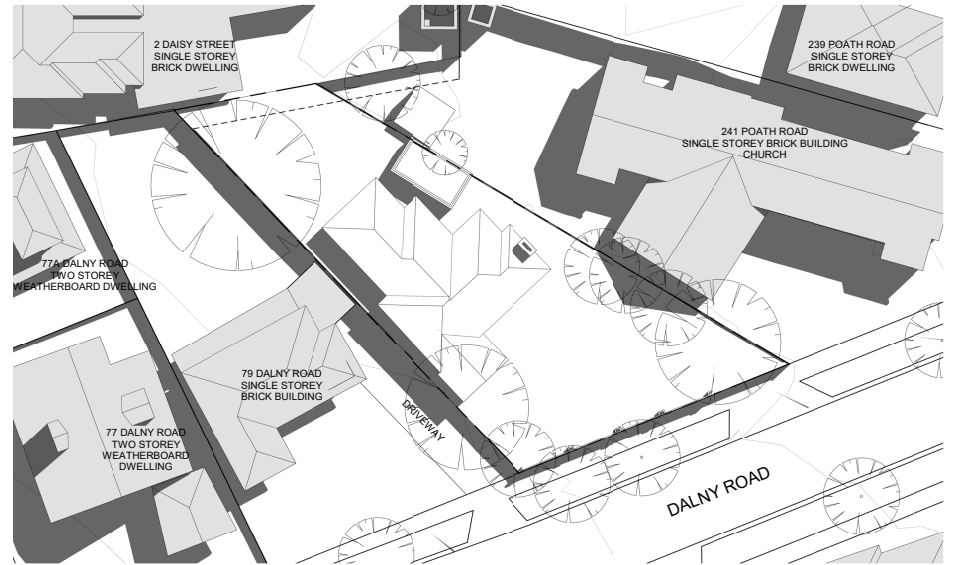 2 DAISY STREET
SINGLE STOREY
BRICK DWELLING
239 POATH ROAD
SINGLE STOREY
BRICK DWELLING
241 POATH ROAD
SINGLE STOREY BRICK BUILDING
CHURCH
77A DALNY ROAD
TWO STOREY
WEATHERBOARD DWELLING
79 DALNY ROAD
SINGLE STOREY
BRICK BUILDING
DRIVEWAY
77 DALNY ROAD
TWO STOREY
WEATHERBOARD
DWELLING
DALNY ROAD